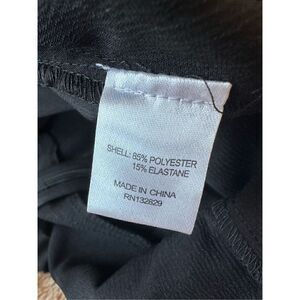 SHELL: 85% POLYESTER
15% ELASTANE
MADE IN CHINA
RN132829